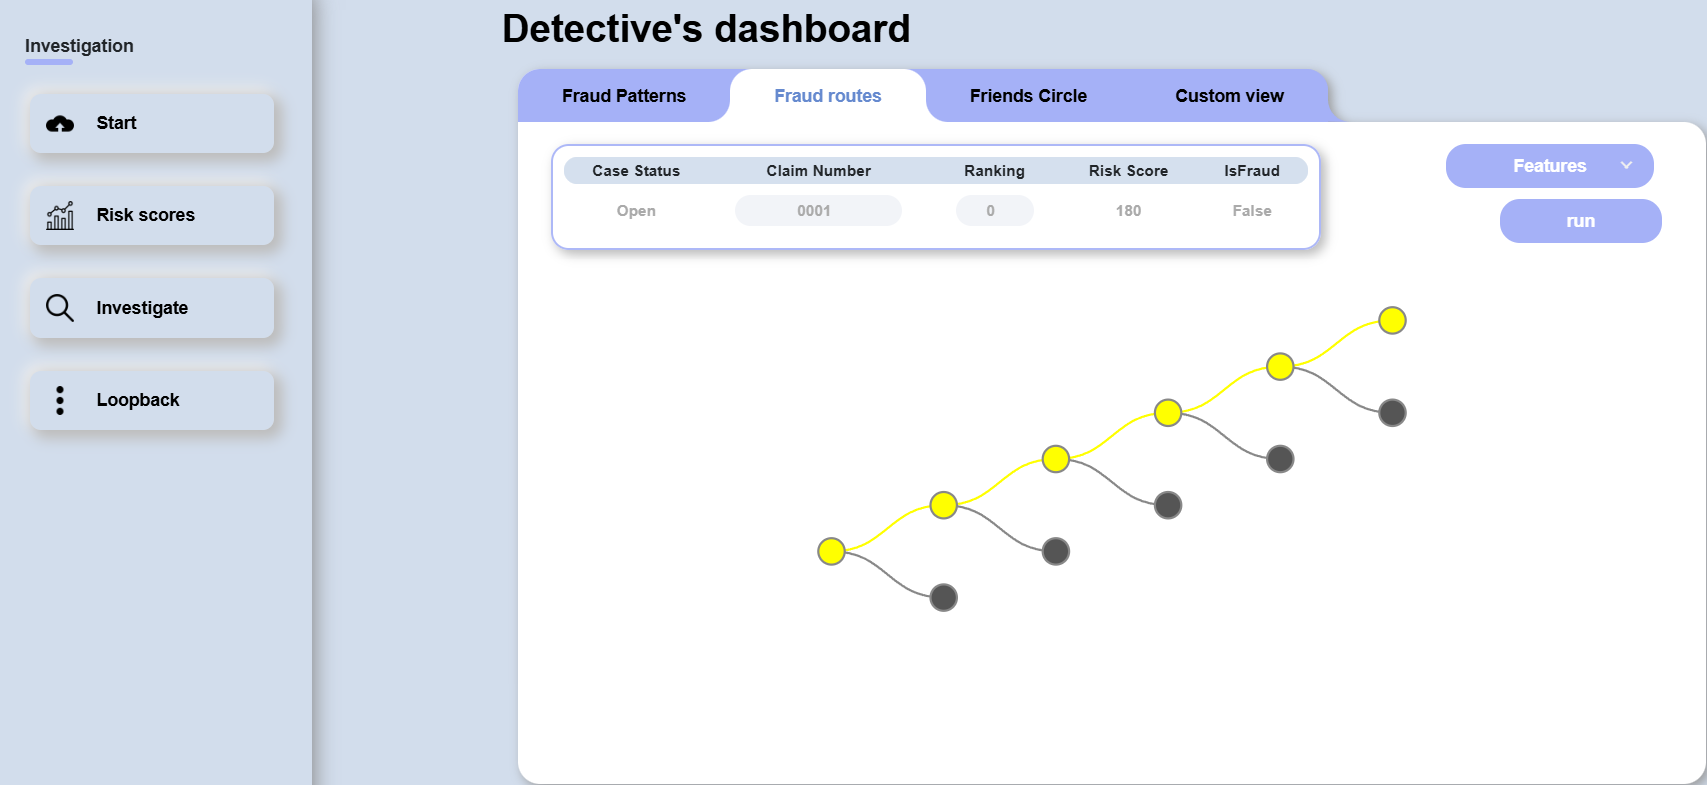 Investigation
Start
Risk scores
Investigate
Loopback
Detective's dashboard
Fraud Patterns Fraud routes Friends Circle Custom view
Case Status Claim Number Ranking Risk Score IsFraud
Open 0001 0 180 False
Features
run